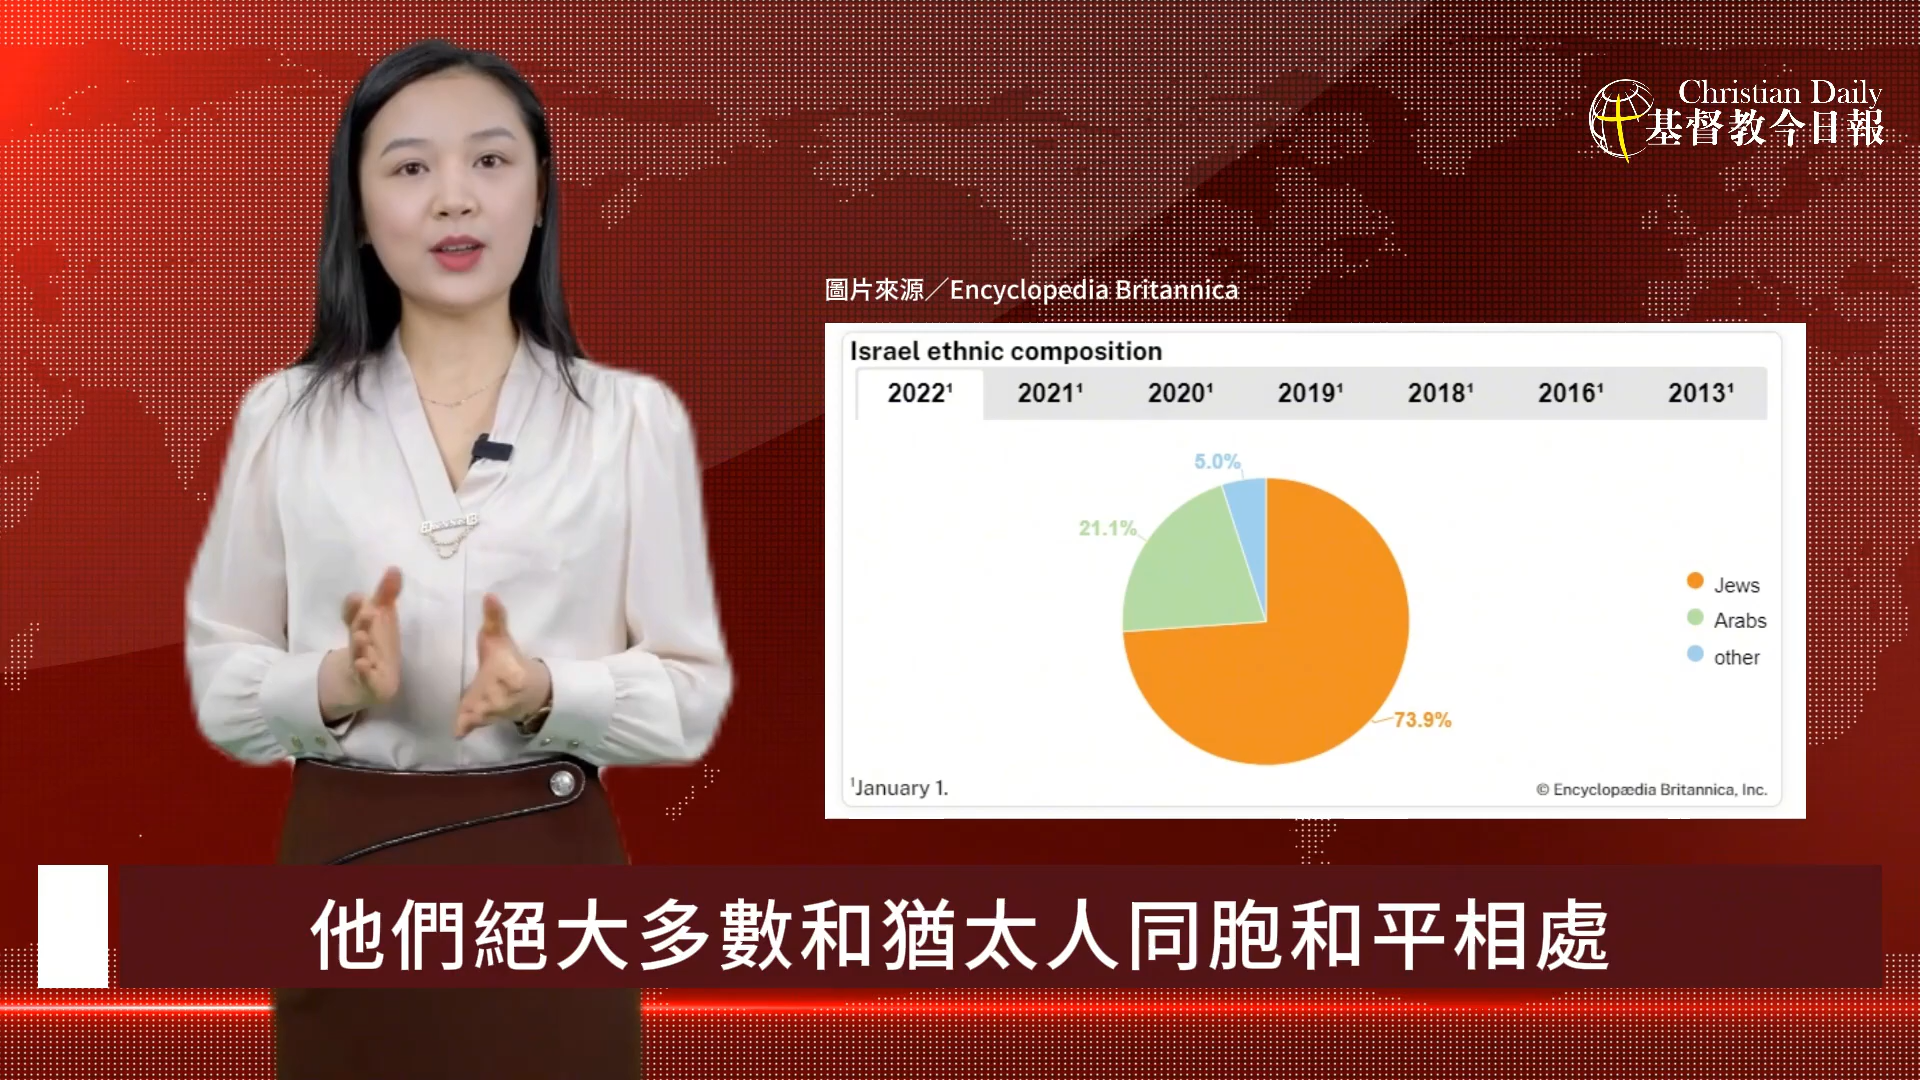 Christian Daily
基督教今日報
圖片來源／Encyclopedia Britannica
Israel ethnic composition
2022¹ 2021¹ 2020¹ 2019¹ 2018¹ 2016¹ 2013¹
5.0%
21.1%
73.9%
Jews
Arabs
other
¹January 1.
© Encyclopædia Britannica, Inc.
他們絕大多數和猶太人同胞和平相處